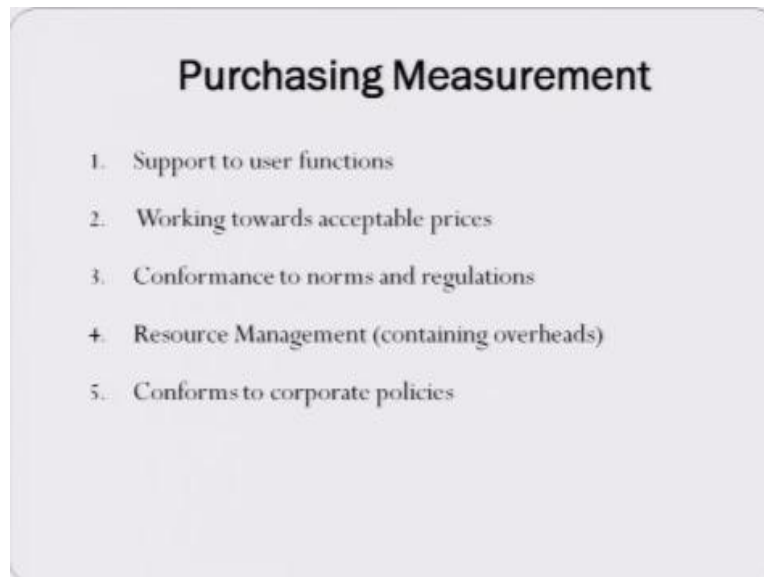 Purchasing Measurement
1. Support to user functions
2. Working towards acceptable prices
3. Conformance to norms and regulations
4. Resource Management (containing overheads)
5. Conforms to corporate policies